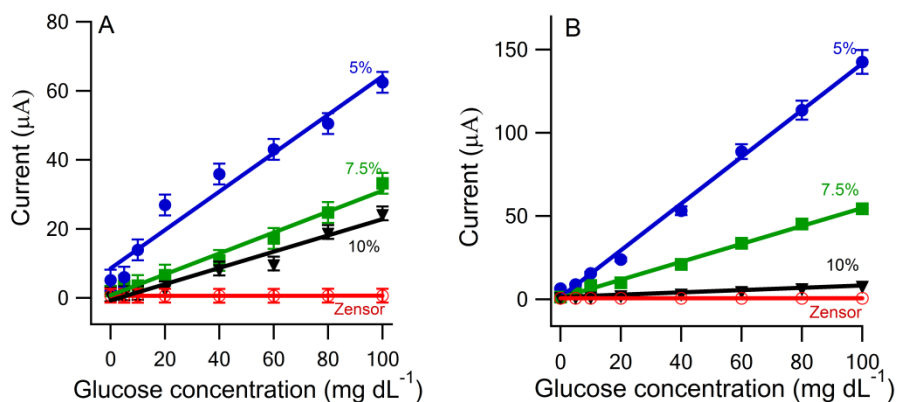 A
80
60
40
20
0
Current (μA)
5%
7.5%
10%
Zensor
0 20 40 60 80 100
Glucose concentration (mg dL⁻¹)
B
150
100
50
0
Current (μA)
5%
7.5%
10%
Zensor
0 20 40 60 80 100
Glucose concentration (mg dL⁻¹)